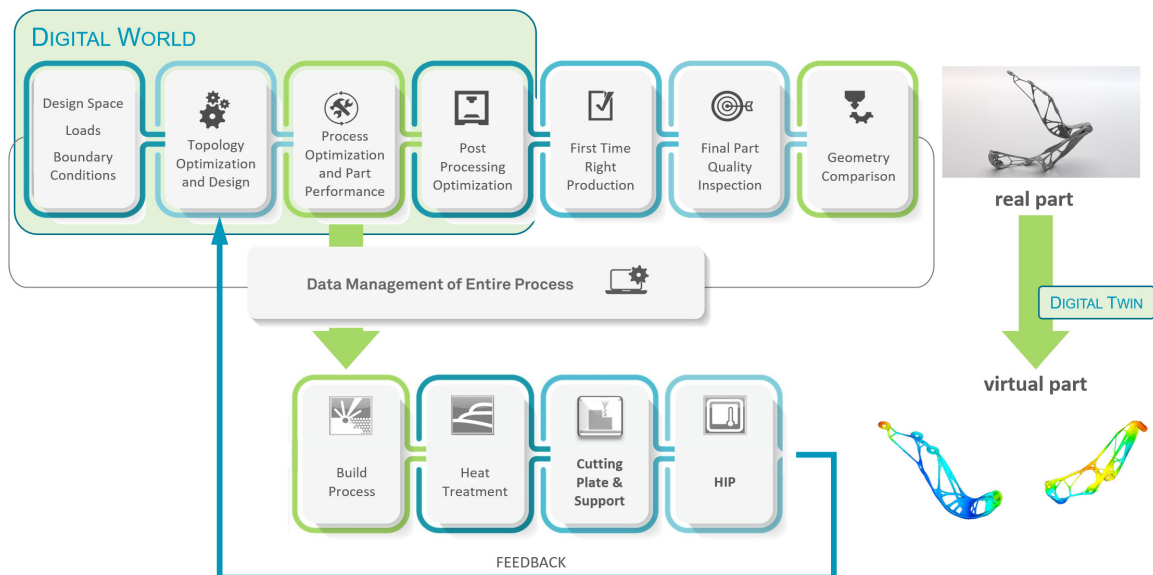 DIGITAL WORLD
Design Space
Loads
Boundary
Conditions
Topology
Optimization
and Design
Process
Optimization
and Part
Performance
Post
Processing
Optimization
First Time
Right
Production
Final Part
Quality
Inspection
Geometry
Comparison
real part
Data Management of Entire Process
DIGITAL TWIN
virtual part
Build
Process
Heat
Treatment
Cutting
Plate &
Support
HIP
FEEDBACK